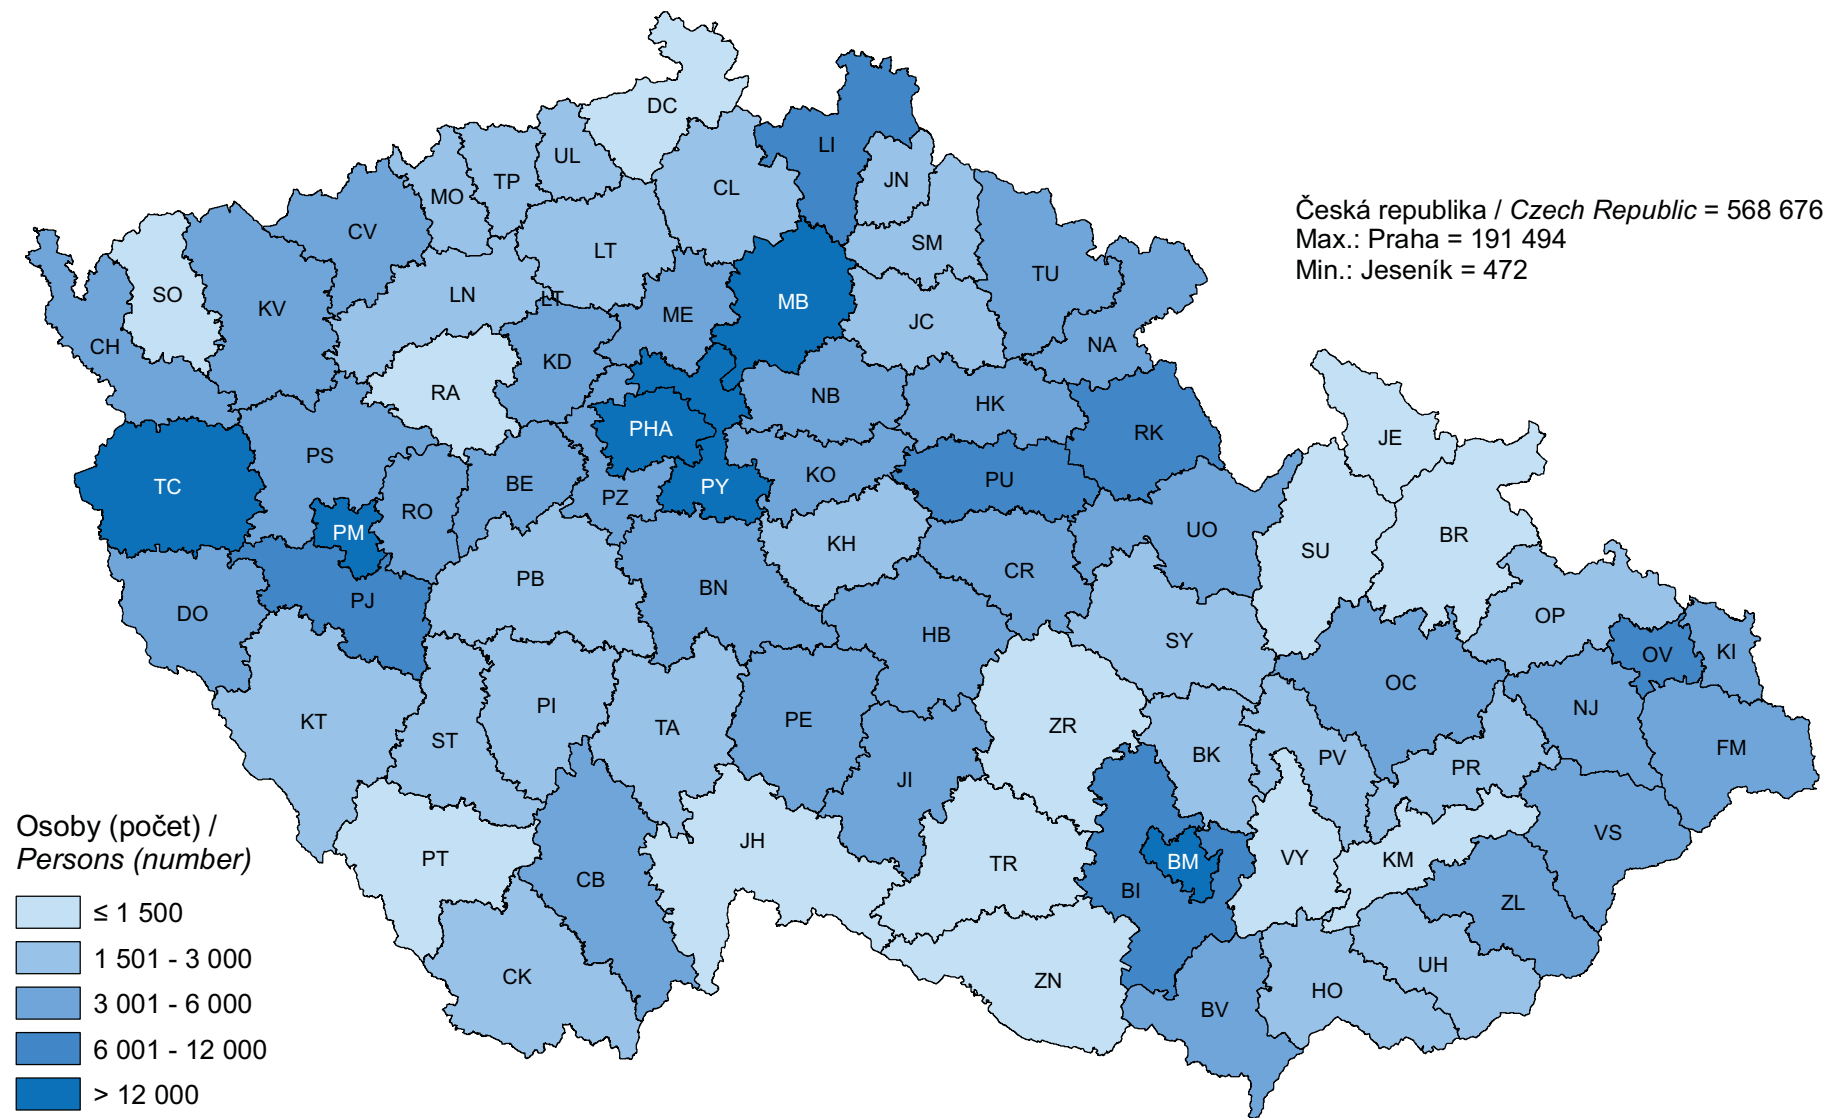 DC
LI
UL
TP
JN
CL
MO
CV
LT
SM
Česká republika / Czech Republic = 568 676
Max.: Praha = 191 494
Min.: Jeseník = 472
SO
KV
LN
LT
ME
MB
TU
JC
CH
KD
NA
RA
NB
HK
PHA
RK
JE
PS
TC
BE
PZ
PY
KO
PU
RO
PM
KH
UO
SU
BR
PB
BN
CR
DO
PJ
HB
SY
OP
OV
KI
KT
ST
PI
TA
PE
ZR
BK
PV
OC
NJ
FM
JI
PR
Osoby (počet) /
Persons (number)
PT
CB
JH
TR
BI
BM
VY
KM
VS
ZL
≤ 1 500
1 501 - 3 000
3 001 - 6 000
6 001 - 12 000
> 12 000
CK
ZN
BV
HO
UH